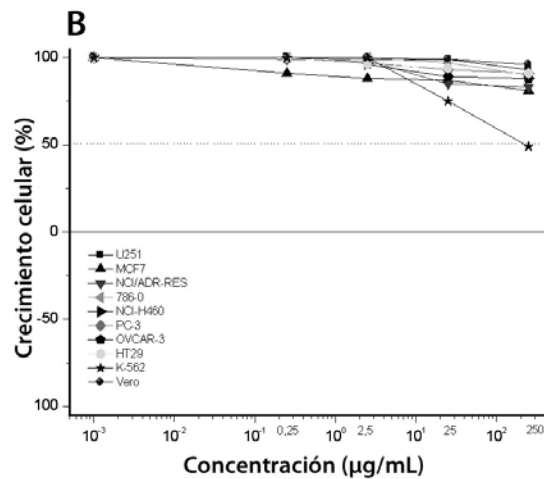 B
Crecimiento celular (%)
100
50
0
-50
100
U251
MCF7
NCI/ADR-RES
786-0
NCI-H460
PC-3
OVCAR-3
HT29
K-562
Vero
10⁻³ 10⁻² 10⁻¹ 0,25 10⁰ 2,5 10¹ 25 10² 250
Concentración (µg/mL)